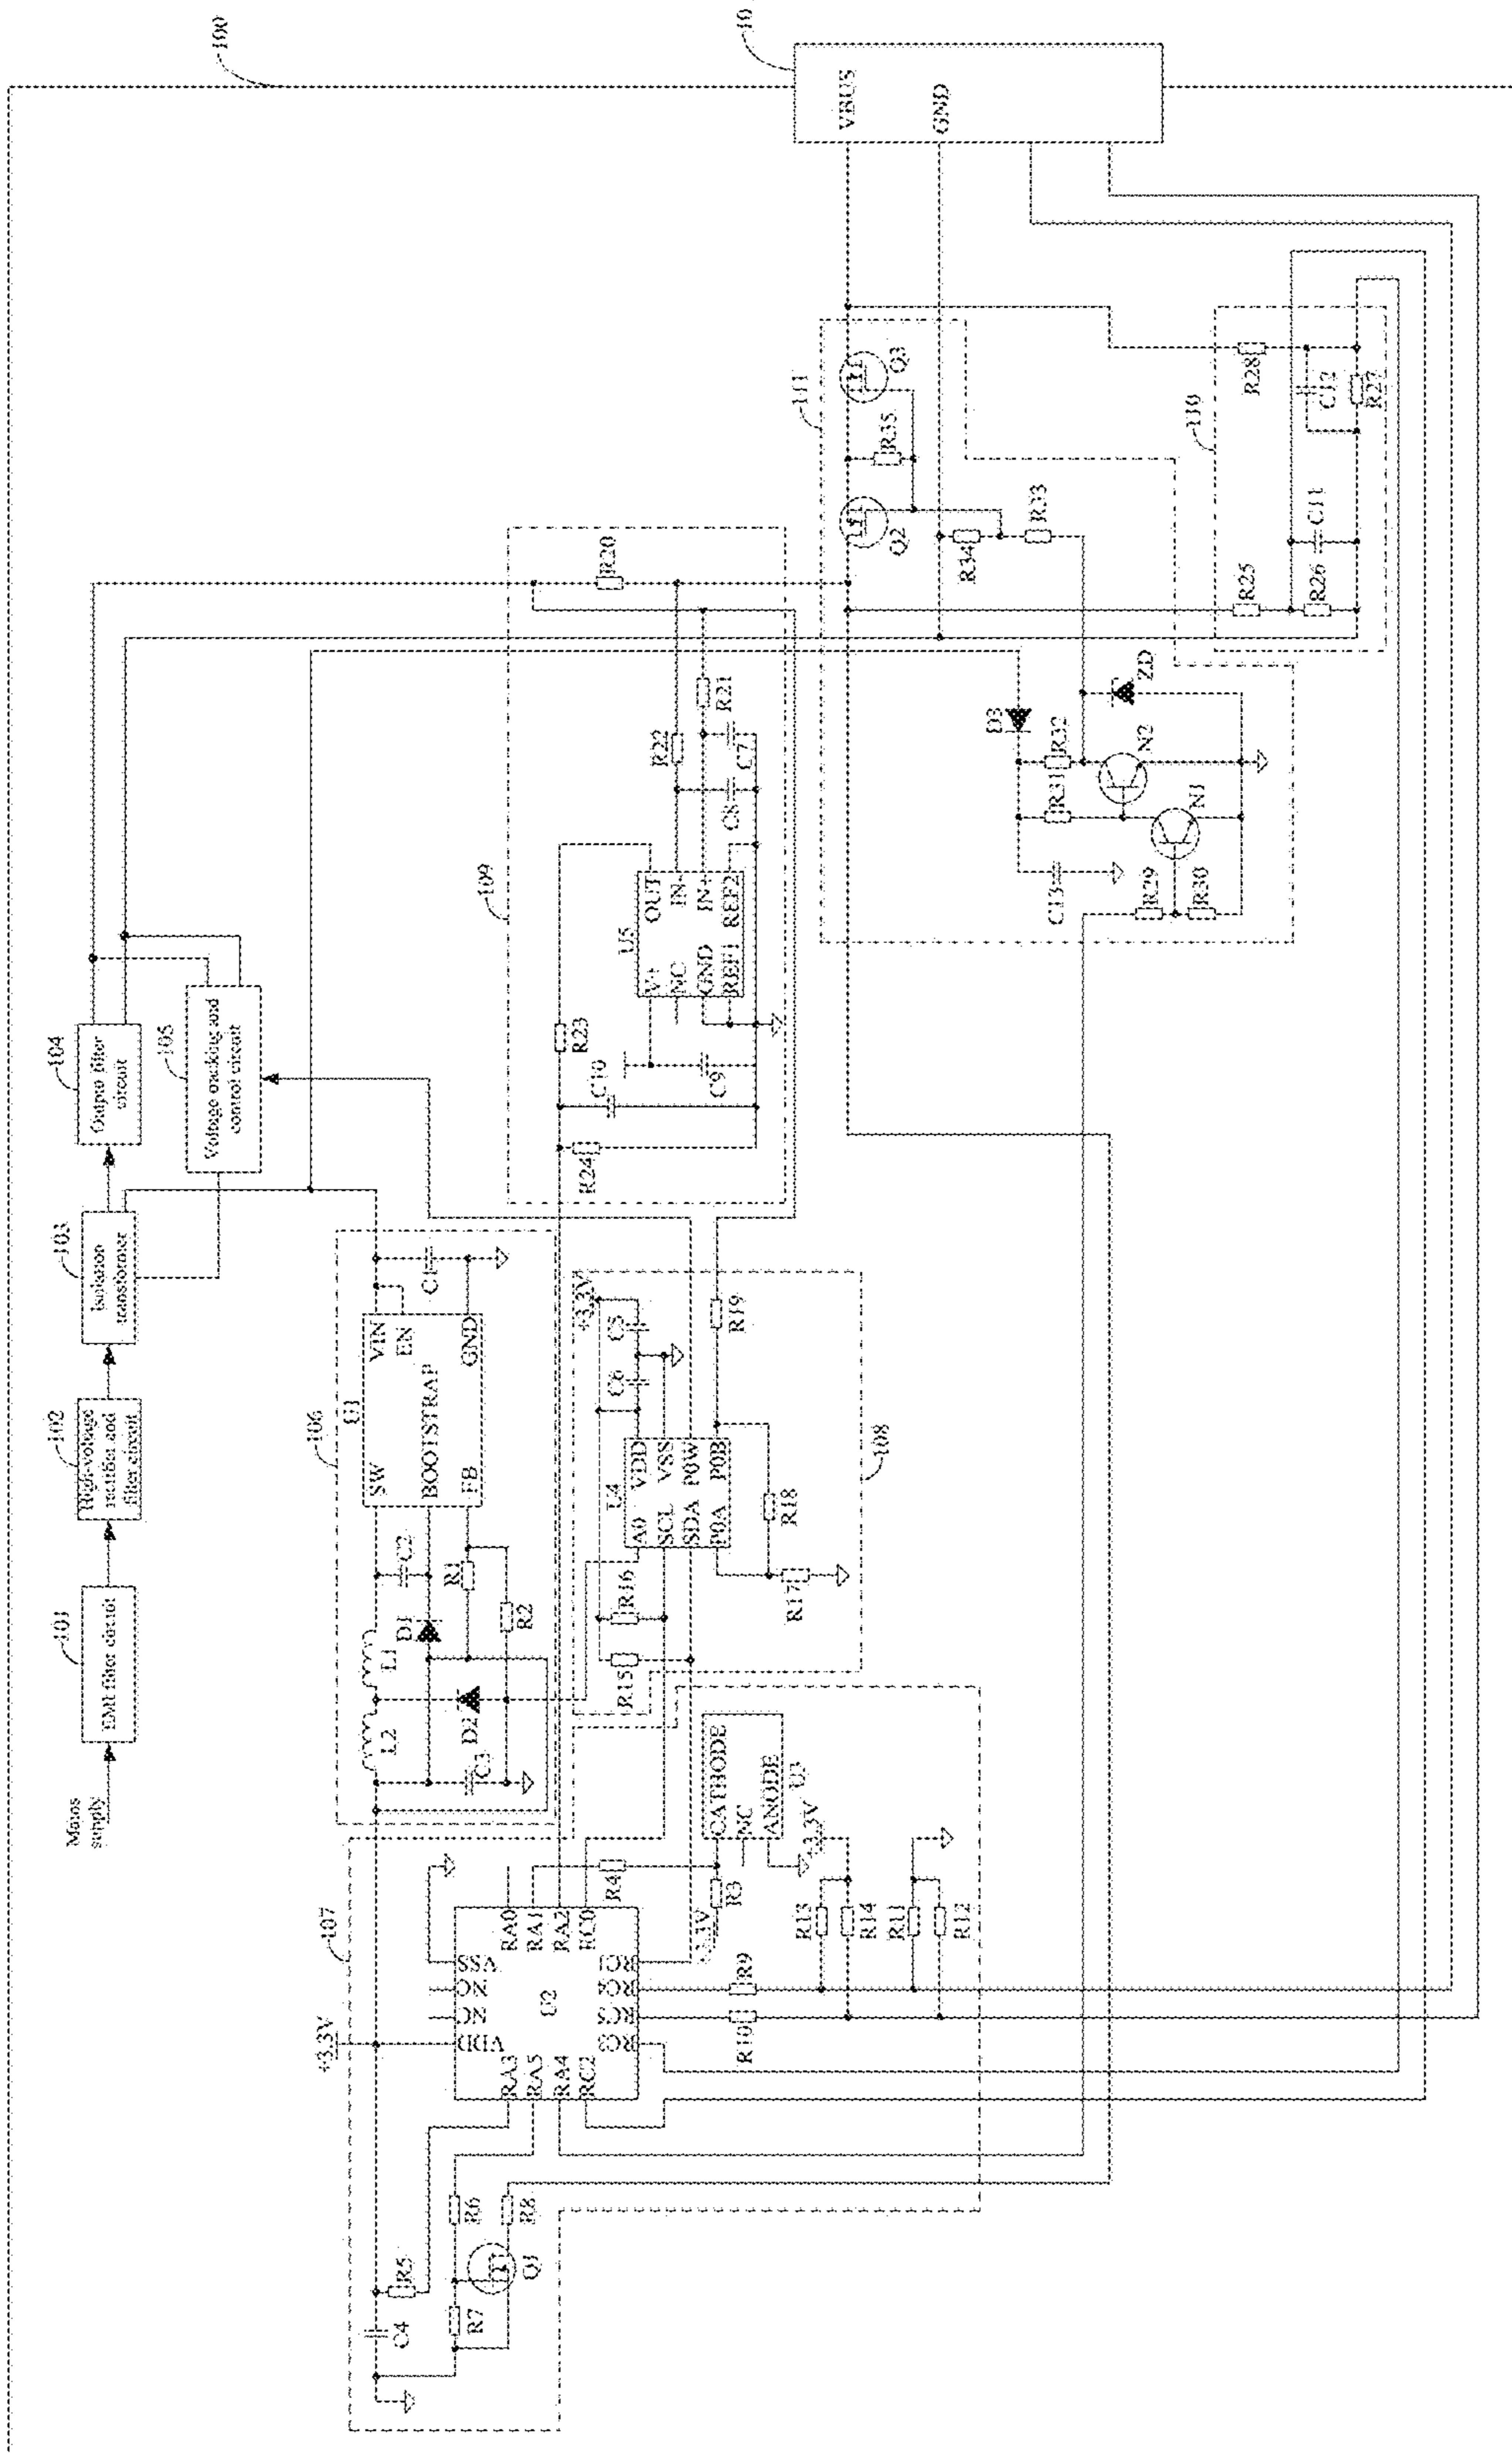 100
10
VBUS
GND
Mains
supply
101
EMI filter circuit
102
High-voltage
rectifier and
filter circuit
103
Isolation
transformer
104
Output filter
circuit
105
Voltage tracking and
control circuit
106
U1
SW
BOOTSTRAP
FB
VIN
EN
GND
C1
C2
L1
L2
D1
D2
R1
R2
C3
107
+3.3V
C4
R5
R6
R7
R8
Q1
U2
VDD
NC
NC
VSS
RA3
RA5
RA4
RC2
RA0
RA1
RA2
RC0
R4
R3
+3.3V
CATHODE
NC
ANODE
U3
+3.3V
R9
R10
R13
R14
R11
R12
108
+3.3V
C5
C6
U4
A0
SCL
SDA
P0A
VDD
VSS
P0W
P0B
R15
R16
R17
R18
R19
109
U5
V+
NC
GND
REF1
OUT
IN-
IN+
REF2
R20
R21
R22
R23
R24
C7
C8
C9
C10
111
Q2
Q3
R35
R34
R33
D3
R31
R32
N1
N2
ZD
C13
R29
R30
110
R25
R26
C11
R28
C12
R27